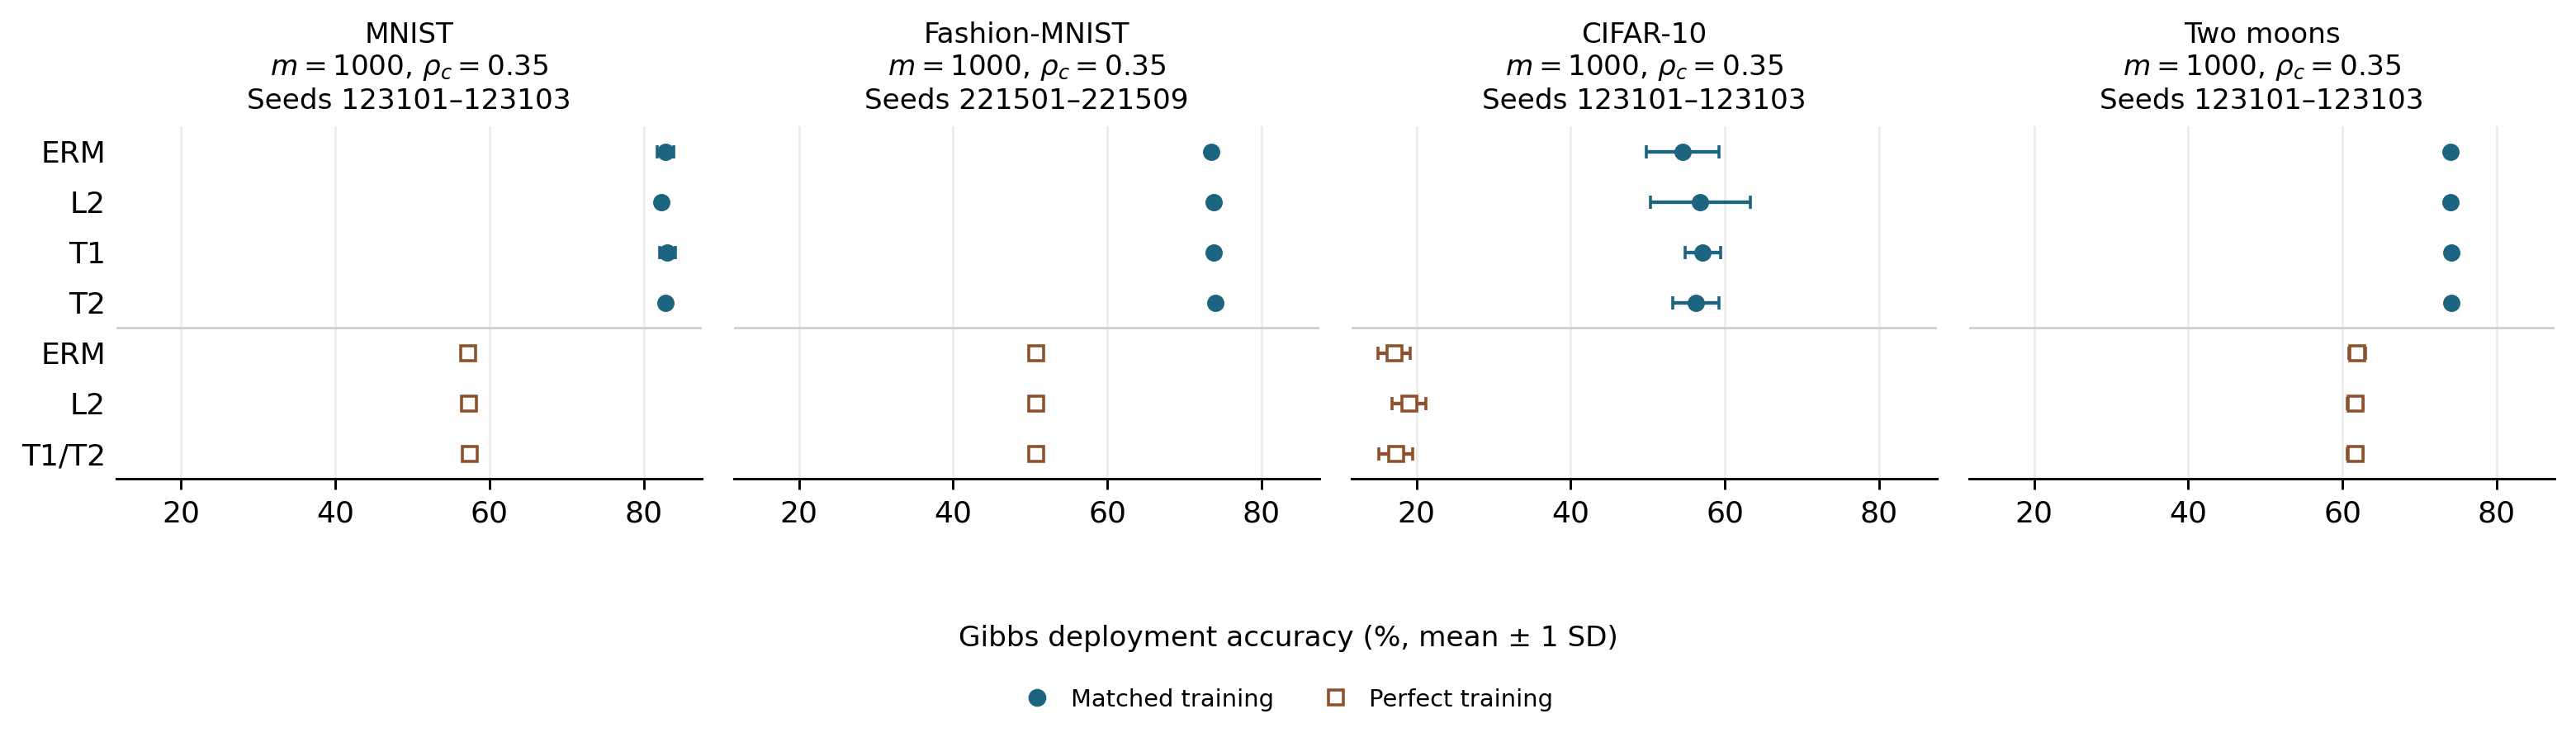 MNIST
m = 1000, ρc = 0.35
Seeds 123101–123103
Fashion-MNIST
m = 1000, ρc = 0.35
Seeds 221501–221509
CIFAR-10
m = 1000, ρc = 0.35
Seeds 123101–123103
Two moons
m = 1000, ρc = 0.35
Seeds 123101–123103
ERM
L2
T1
T2
ERM
L2
T1/T2
20 40 60 80
20 40 60 80
20 40 60 80
20 40 60 80
Gibbs deployment accuracy (%, mean ± 1 SD)
Matched training
Perfect training